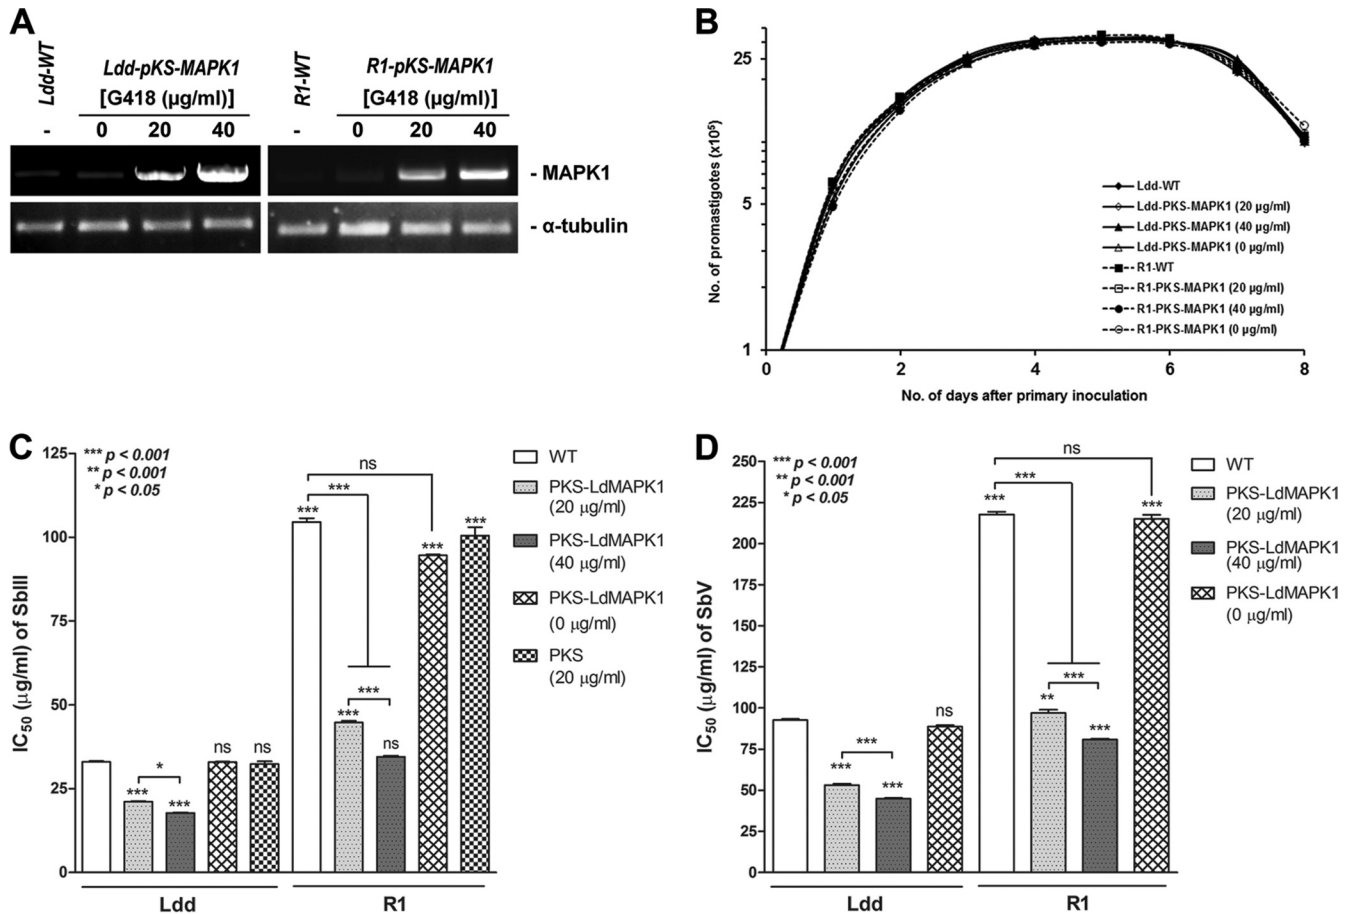 A
Ldd-WT
Ldd-pKS-MAPK1
[G418 (µg/ml)]
- 0 20 40
R1-WT
R1-pKS-MAPK1
[G418 (µg/ml)]
- 0 20 40
- MAPK1
- α-tubulin
B
No. of promastigotes (x10⁵)
25
5
1
0 2 4 6 8
No. of days after primary inoculation
Ldd-WT
Ldd-PKS-MAPK1 (20 µg/ml)
Ldd-PKS-MAPK1 (40 µg/ml)
Ldd-PKS-MAPK1 (0 µg/ml)
R1-WT
R1-PKS-MAPK1 (20 µg/ml)
R1-PKS-MAPK1 (40 µg/ml)
R1-PKS-MAPK1 (0 µg/ml)
C
IC50 (µg/ml) of SbIII
125
100
75
50
25
0
*** p < 0.001
** p < 0.001
* p < 0.05
ns
***
***
***
***
***
***
ns
*
***
***
ns
ns
Ldd
R1
WT
PKS-LdMAPK1
(20 µg/ml)
PKS-LdMAPK1
(40 µg/ml)
PKS-LdMAPK1
(0 µg/ml)
PKS
(20 µg/ml)
D
IC50 (µg/ml) of SbV
250
225
200
175
150
125
100
75
50
25
0
*** p < 0.001
** p < 0.001
* p < 0.05
ns
***
***
***
***
**
***
ns
***
***
***
Ldd
R1
WT
PKS-LdMAPK1
(20 µg/ml)
PKS-LdMAPK1
(40 µg/ml)
PKS-LdMAPK1
(0 µg/ml)